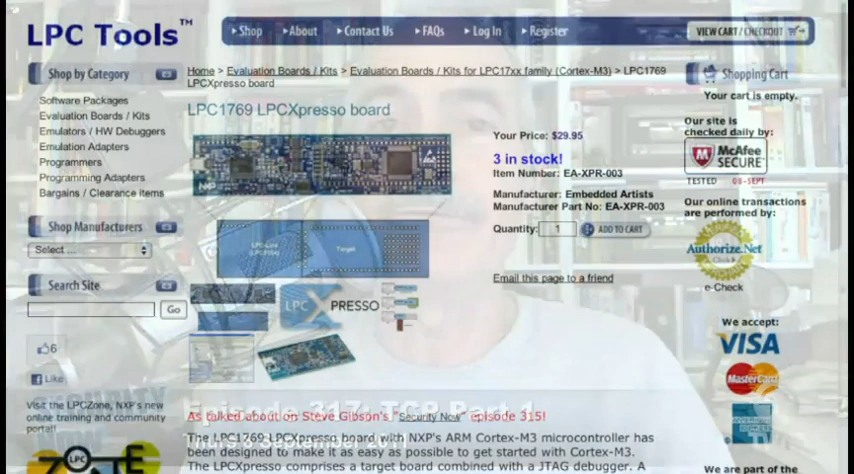 LPC Tools™
Shop
About
Contact Us
FAQs
Log In
Register
VIEW CART / CHECKOUT
Shop by Category
Software Packages
Evaluation Boards / Kits
Emulators / HW Debuggers
Emulation Adapters
Programmers
Programming Adapters
Bargains / Clearance Items
Shop Manufacturers
Select ...
Search Site
Go
6
Like
Visit the LPCZone, NXP's new
online training and community
portal!
Home > Evaluation Boards / Kits > Evaluation Boards / Kits for LPC17xx family (Cortex-M3) > LPC1769
LPCXpresso board
LPC1769 LPCXpresso board
NXP
Target
LPC PRESSO
Your Price: $29.95
3 in stock!
Item Number: EA-XPR-003
Manufacturer: Embedded Artists
Manufacturer Part No: EA-XPR-003
Quantity: 1 ADD TO CART
Email this page to a friend
As talked about on Steve Gibson's "Security Now" episode 315!
Episode 317: TCP Part 1
The LPC1769 LPCXpresso board with NXP's ARM Cortex-M3 microcontroller has
been designed to make it as easy as possible to get started with Cortex-M3.
The LPCXpresso comprises a target board combined with a JTAG debugger. A
Shopping Cart
Your cart is empty.
Our site is
checked daily by:
McAfee
SECURE
TESTED 08-SEPT
Our online transactions
are performed by:
Authorize.Net
e-Check
We accept:
VISA
MasterCard
We are part of the